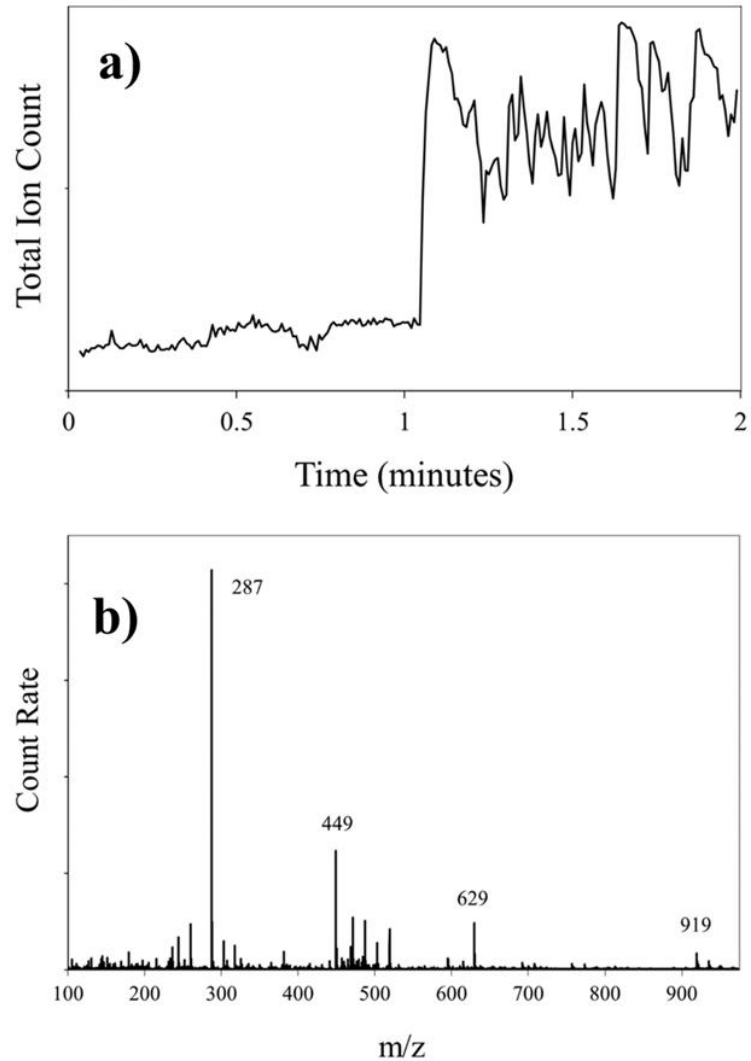 a)
Total Ion Count
0 0.5 1 1.5 2
Time (minutes)
b)
287
449
629
919
Count Rate
100 200 300 400 500 600 700 800 900
m/z